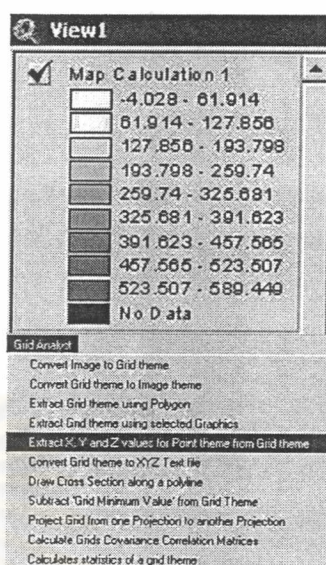 View1
Map Calculation 1
-4.028 - 61.914
61.914 - 127.856
127.856 - 193.798
193.798 - 259.74
259.74 - 325.681
325.681 - 391.623
391.623 - 457.565
457.565 - 523.507
523.507 - 589.449
No Data
Grid Analyst
Convert Image to Grid theme
Convert Grid theme to Image theme
Extract Grid theme using Polygon
Extract Grid theme using selected Graphics
Extract X, Y and Z values for Point theme from Grid theme
Convert Grid theme to XYZ Text file
Draw Cross Section along a polyline
Subtract 'Grid Minimum Value' from Grid Theme
Project Grid from one Projection to another Projection
Calculate Grids Covariance Correlation Matrices
Calculates statistics of a grid theme